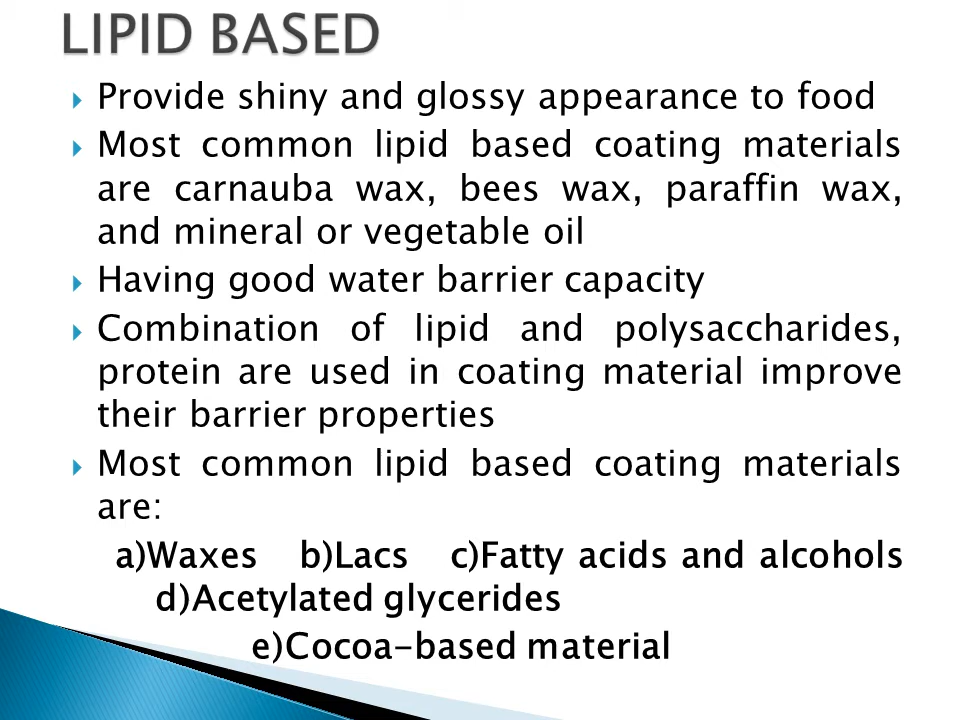 LIPID BASED
Provide shiny and glossy appearance to food
Most common lipid based coating materials
are carnauba wax, bees wax, paraffin wax,
and mineral or vegetable oil
Having good water barrier capacity
Combination of lipid and polysaccharides,
protein are used in coating material improve
their barrier properties
Most common lipid based coating materials
are:
a)Waxes b)Lacs c)Fatty acids and alcohols
d)Acetylated glycerides
e)Cocoa-based material